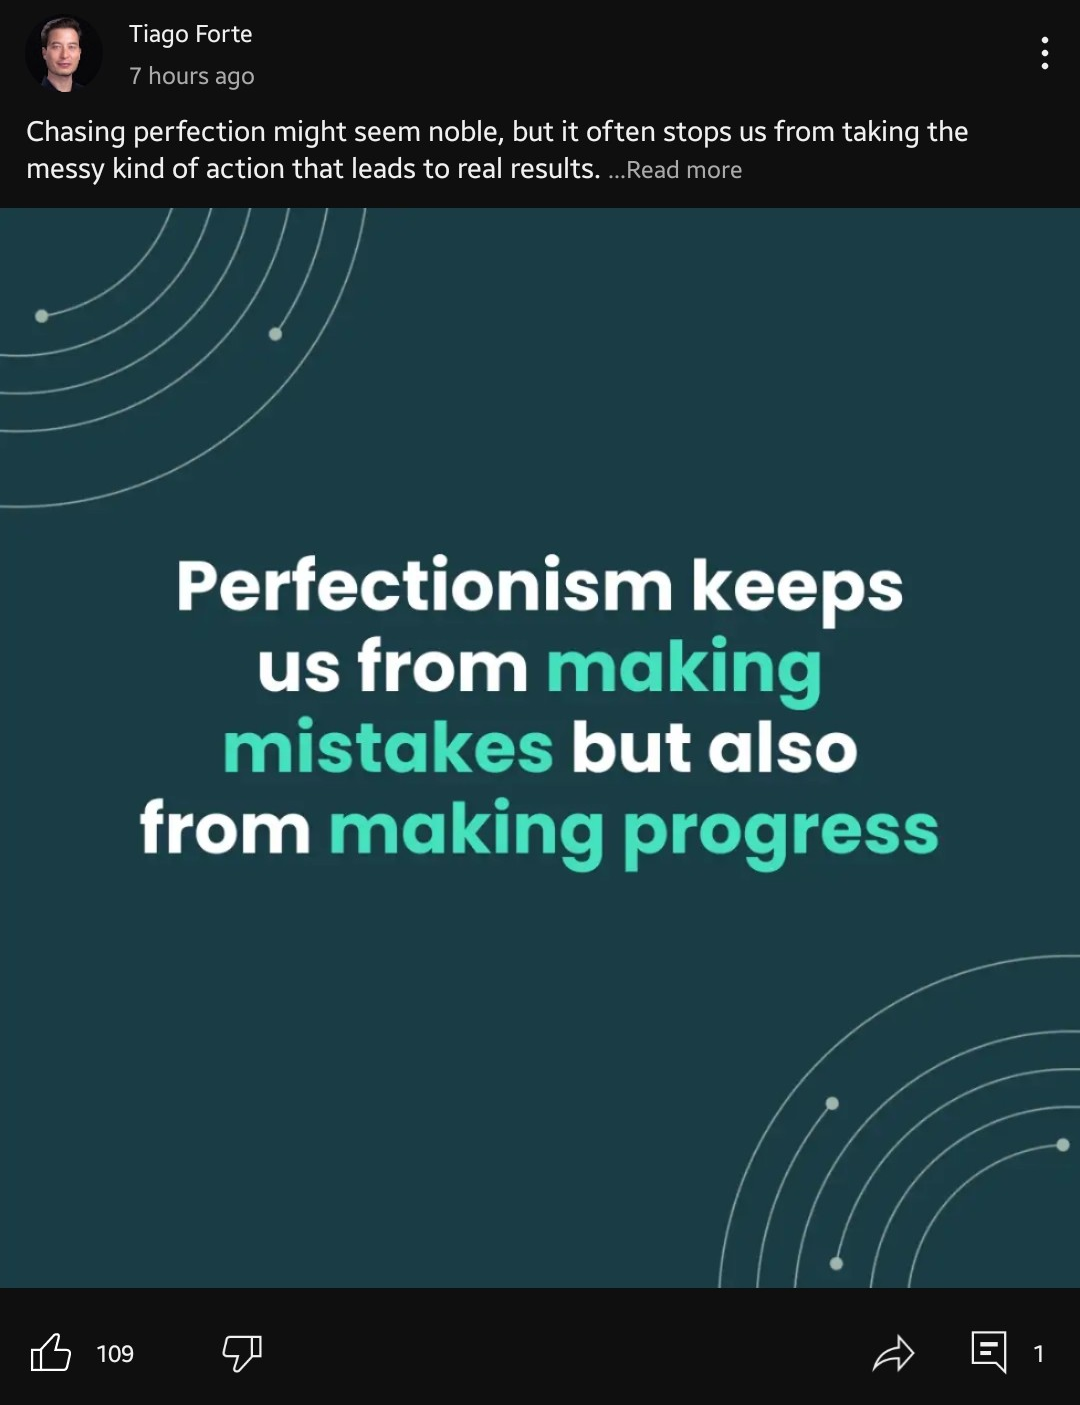 Tiago Forte
7 hours ago
Chasing perfection might seem noble, but it often stops us from taking the
messy kind of action that leads to real results. ...Read more
Perfectionism keeps
us from making
mistakes but also
from making progress
109
1